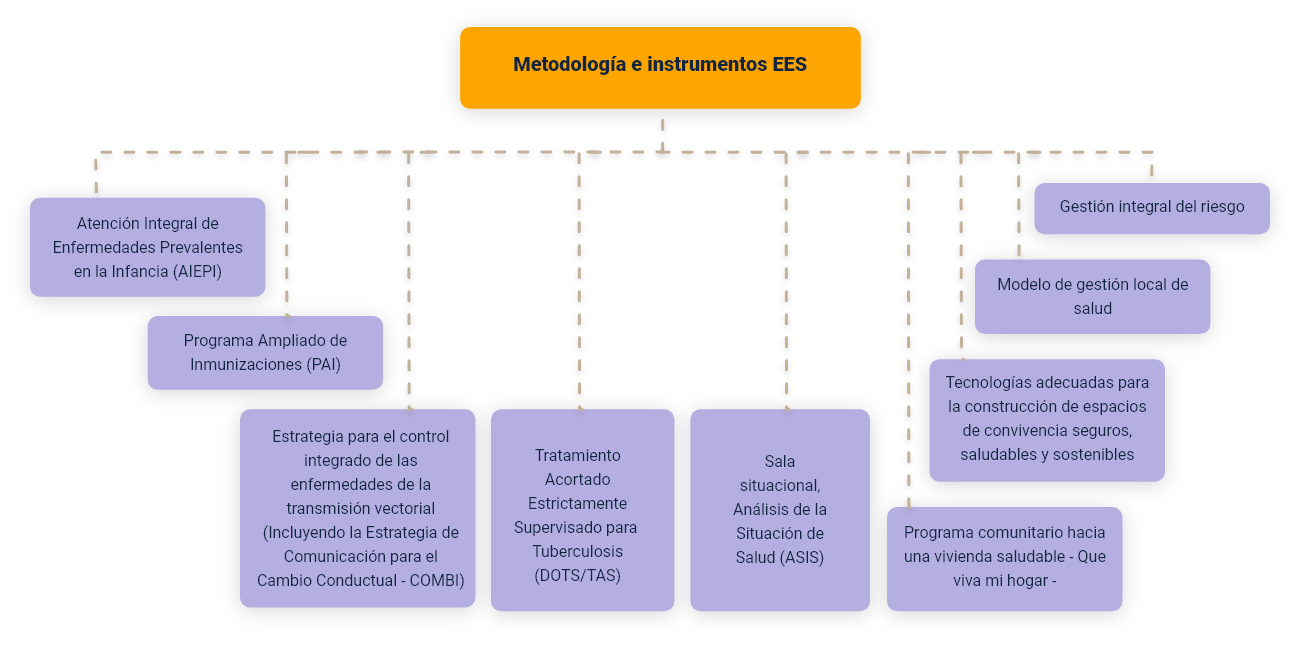 Metodología e instrumentos EES
Atención Integral de
Enfermedades Prevalentes
en la Infancia (AIEPI)
Programa Ampliado de
Inmunizaciones (PAI)
Estrategia para el control
integrado de las
enfermedades de la
transmisión vectorial
(Incluyendo la Estrategia de
Comunicación para el
Cambio Conductual - COMBI)
Tratamiento
Acortado
Estrictamente
Supervisado para
Tuberculosis
(DOTS/TAS)
Sala
situacional,
Análisis de la
Situación de
Salud (ASIS)
Programa comunitario hacia
una vivienda saludable - Que
viva mi hogar -
Tecnologías adecuadas para
la construcción de espacios
de convivencia seguros,
saludables y sostenibles
Modelo de gestión local de
salud
Gestión integral del riesgo